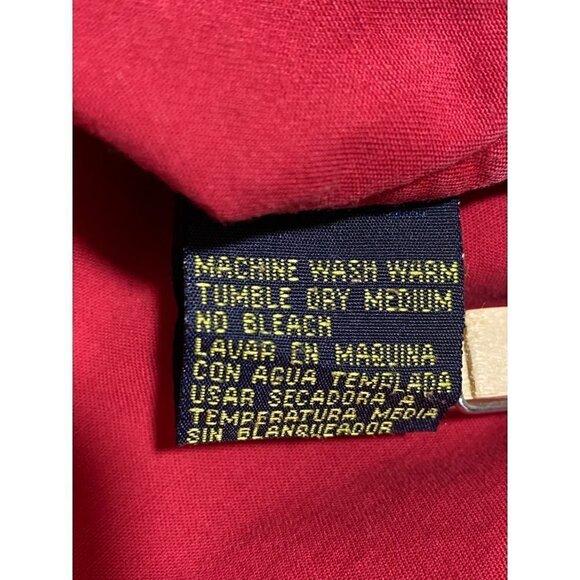 MACHINE WASH WARM
TUMBLE DRY MEDIUM
NO BLEACH
LAVAR EN MAQUINA
CON AGUA TEMPLADA
USAR SECADORA A
TEMPERATURA MEDIA
SIN BLANQUEADOR